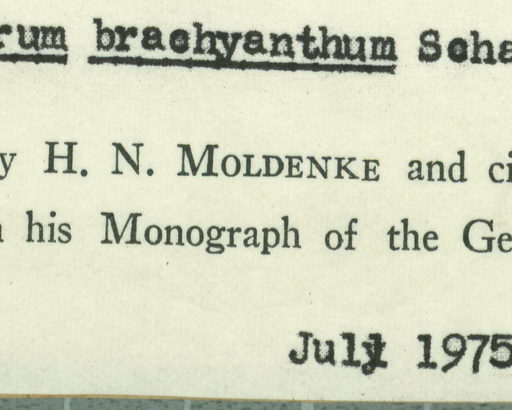 rum brachyanthum Scha
y H. N. MOLDENKE and ci
his Monograph of the Ge
July 1975